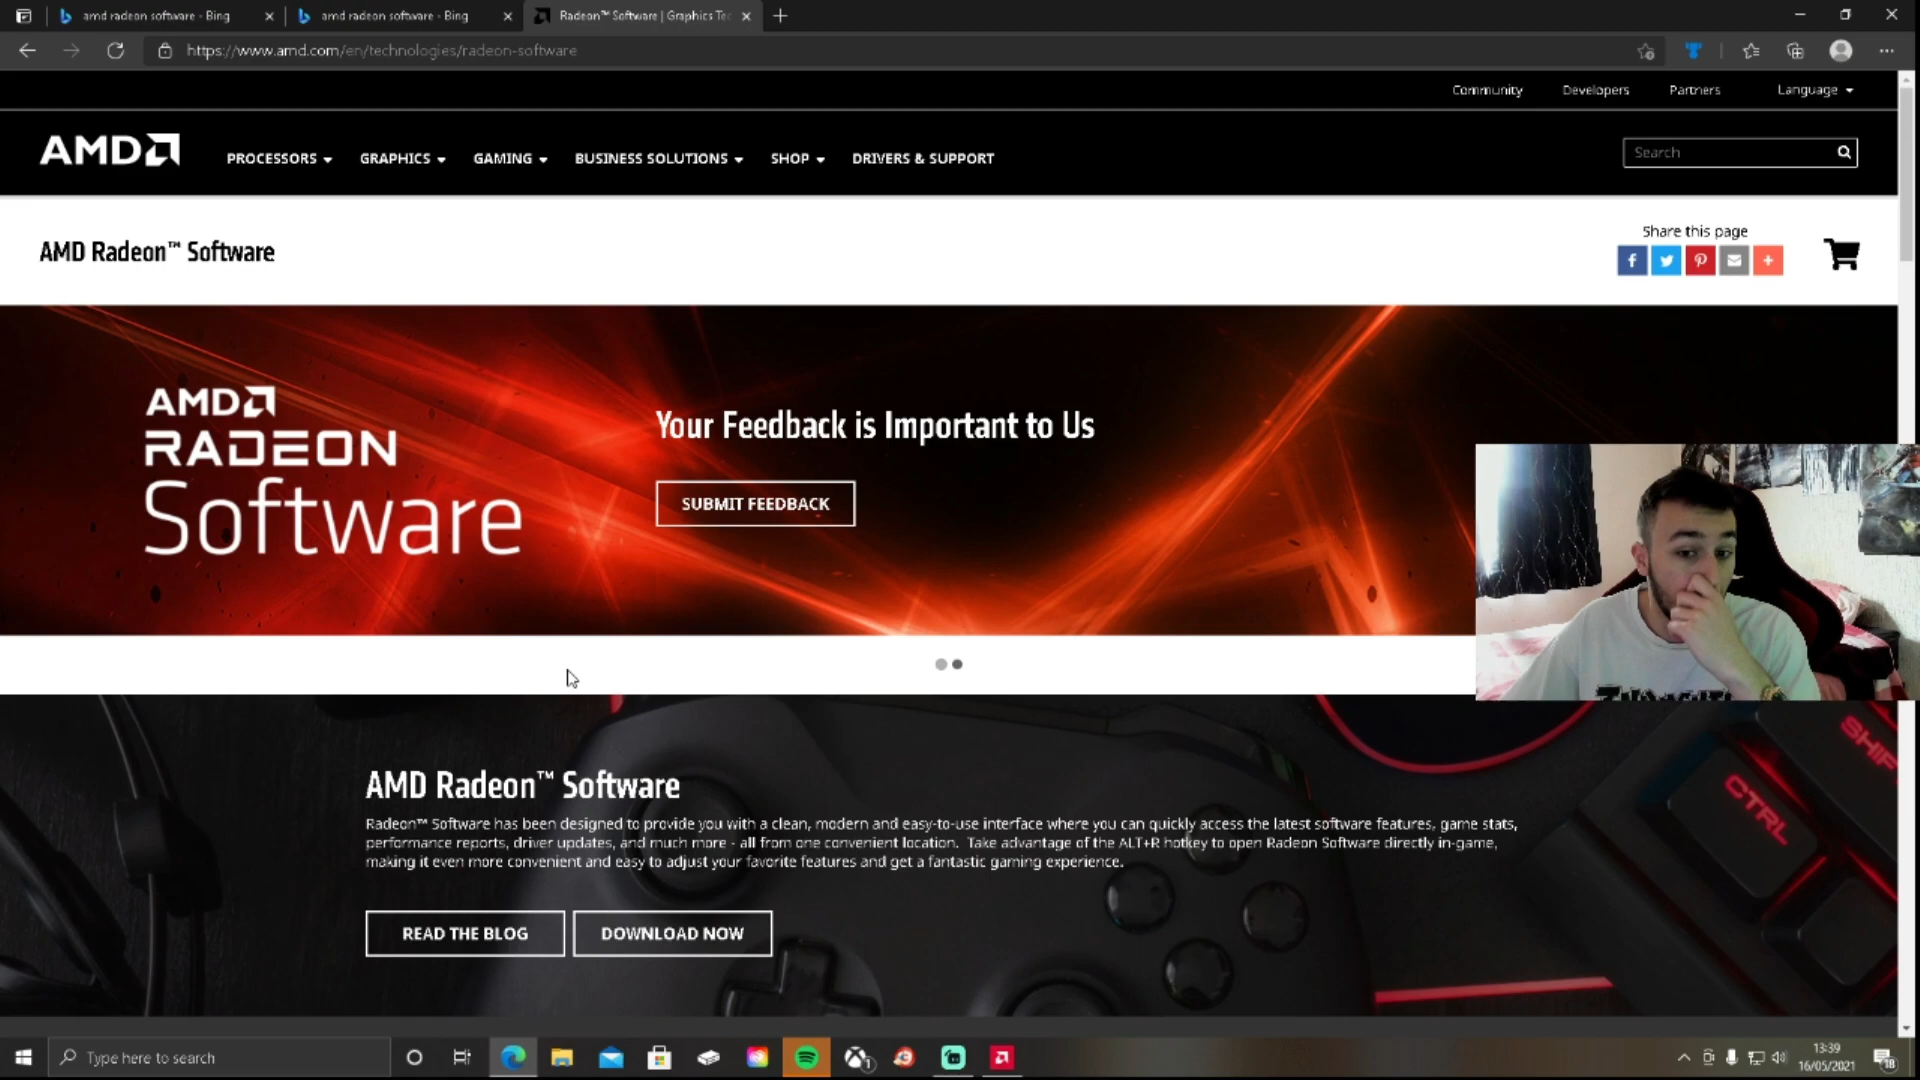 amd radeon software - Bing
amd radeon software - Bing
Radeon™ Software | Graphics Tec
https://www.amd.com/en/technologies/radeon-software
Community
Developers
Partners
Language
AMD
PROCESSORS
GRAPHICS
GAMING
BUSINESS SOLUTIONS
SHOP
DRIVERS & SUPPORT
Search
AMD Radeon™ Software
Share this page
AMD
RADEON
Software
Your Feedback is Important to Us
SUBMIT FEEDBACK
AMD Radeon™ Software
Radeon™ Software has been designed to provide you with a clean, modern and easy-to-use interface where you can quickly access the latest software features, game stats,
performance reports, driver updates, and much more - all from one convenient location. Take advantage of the ALT+R hotkey to open Radeon Software directly in-game,
making it even more convenient and easy to adjust your favorite features and get a fantastic gaming experience.
READ THE BLOG
DOWNLOAD NOW
CTRL
SHIF
Type here to search
1
13:39
16/05/2021
18